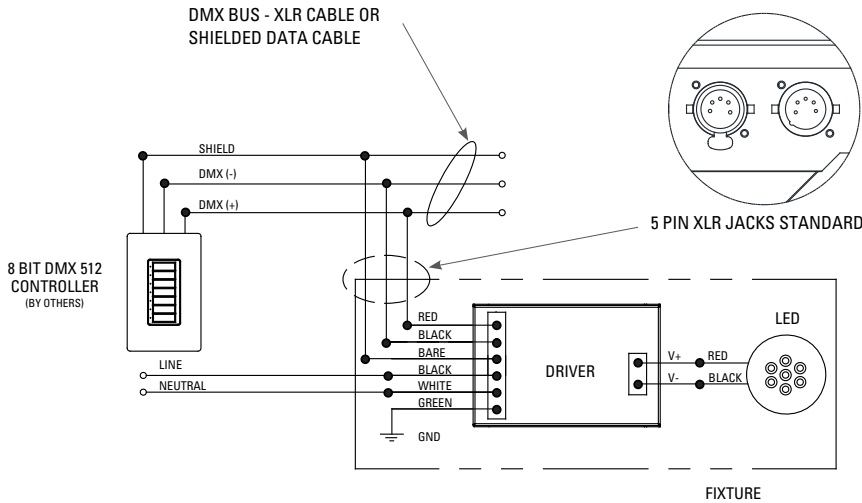 DMX BUS - XLR CABLE OR
SHIELDED DATA CABLE
SHIELD
DMX (-)
DMX (+)
5 PIN XLR JACKS STANDARD
8 BIT DMX 512
CONTROLLER
(BY OTHERS)
RED
BLACK
BARE
BLACK
WHITE
GREEN
GND
LINE
NEUTRAL
DRIVER
V+
RED
V-
BLACK
LED
FIXTURE